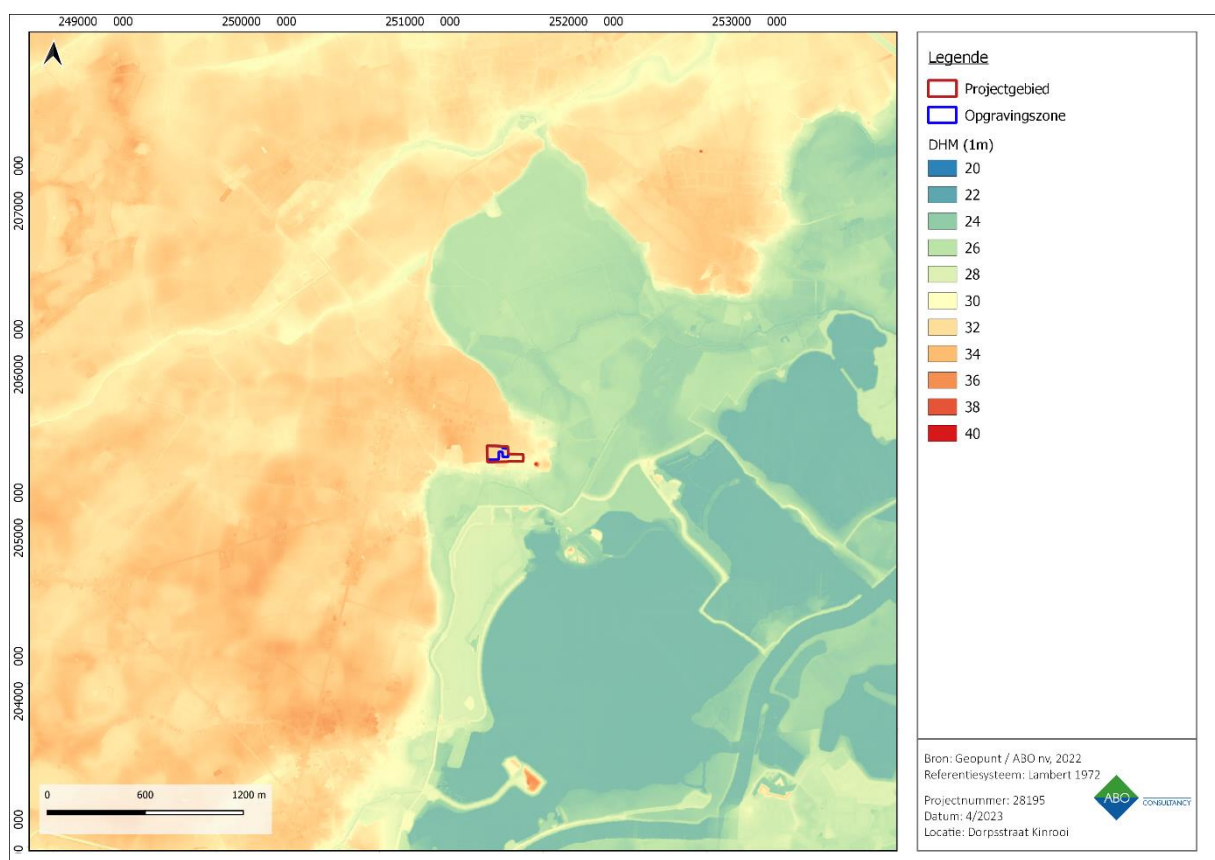 249000 000 250000 000 251000 000 252000 000 253000 000
207000 000
206000 000
205000 000
204000 000
000
0 600 1200 m
Legende
Projectgebied
Opgravingszone
DHM (1m)
20
22
24
26
28
30
32
34
36
38
40
Bron: Geopunt / ABO nv, 2022
Referentiesysteem: Lambert 1972
Projectnummer: 28195
Datum: 4/2023
Locatie: Dorpsstraat Kinrooi
ABO CONSULTANCY